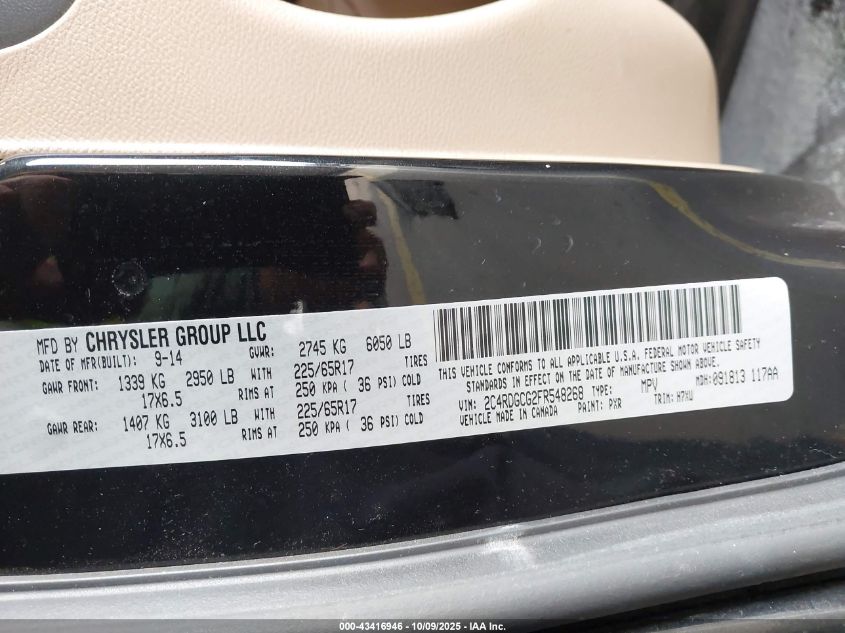 MFD BY CHRYSLER GROUP LLC
DATE OF MFR(BUILT): 9-14 GVWR: 2745 KG 6050 LB
GAWR FRONT: 1339 KG 2950 LB WITH 225/65R17 TIRES
17X6.5 RIMS AT 250 KPA ( 36 PSI) COLD
GAWR REAR: 1407 KG 3100 LB WITH 225/65R17 TIRES
17X6.5 RIMS AT 250 KPA ( 36 PSI) COLD
THIS VEHICLE CONFORMS TO ALL APPLICABLE U.S.A. FEDERAL MOTOR VEHICLE SAFETY
STANDARDS IN EFFECT ON THE DATE OF MANUFACTURE SHOWN ABOVE.
VIN: 2C4RDGCG2FR548268 TYPE: MPV MDH: 091813 117AA
VEHICLE MADE IN CANADA PAINT: PXR TRIM: H7XU
000-43416946 - 10/09/2025 - IAA Inc.